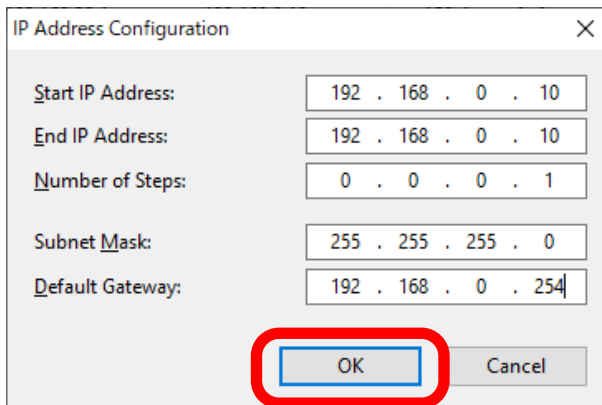 IP Address Configuration
Start IP Address: 192 . 168 . 0 . 10
End IP Address: 192 . 168 . 0 . 10
Number of Steps: 0 . 0 . 0 . 1
Subnet Mask: 255 . 255 . 255 . 0
Default Gateway: 192 . 168 . 0 . 254
OK Cancel